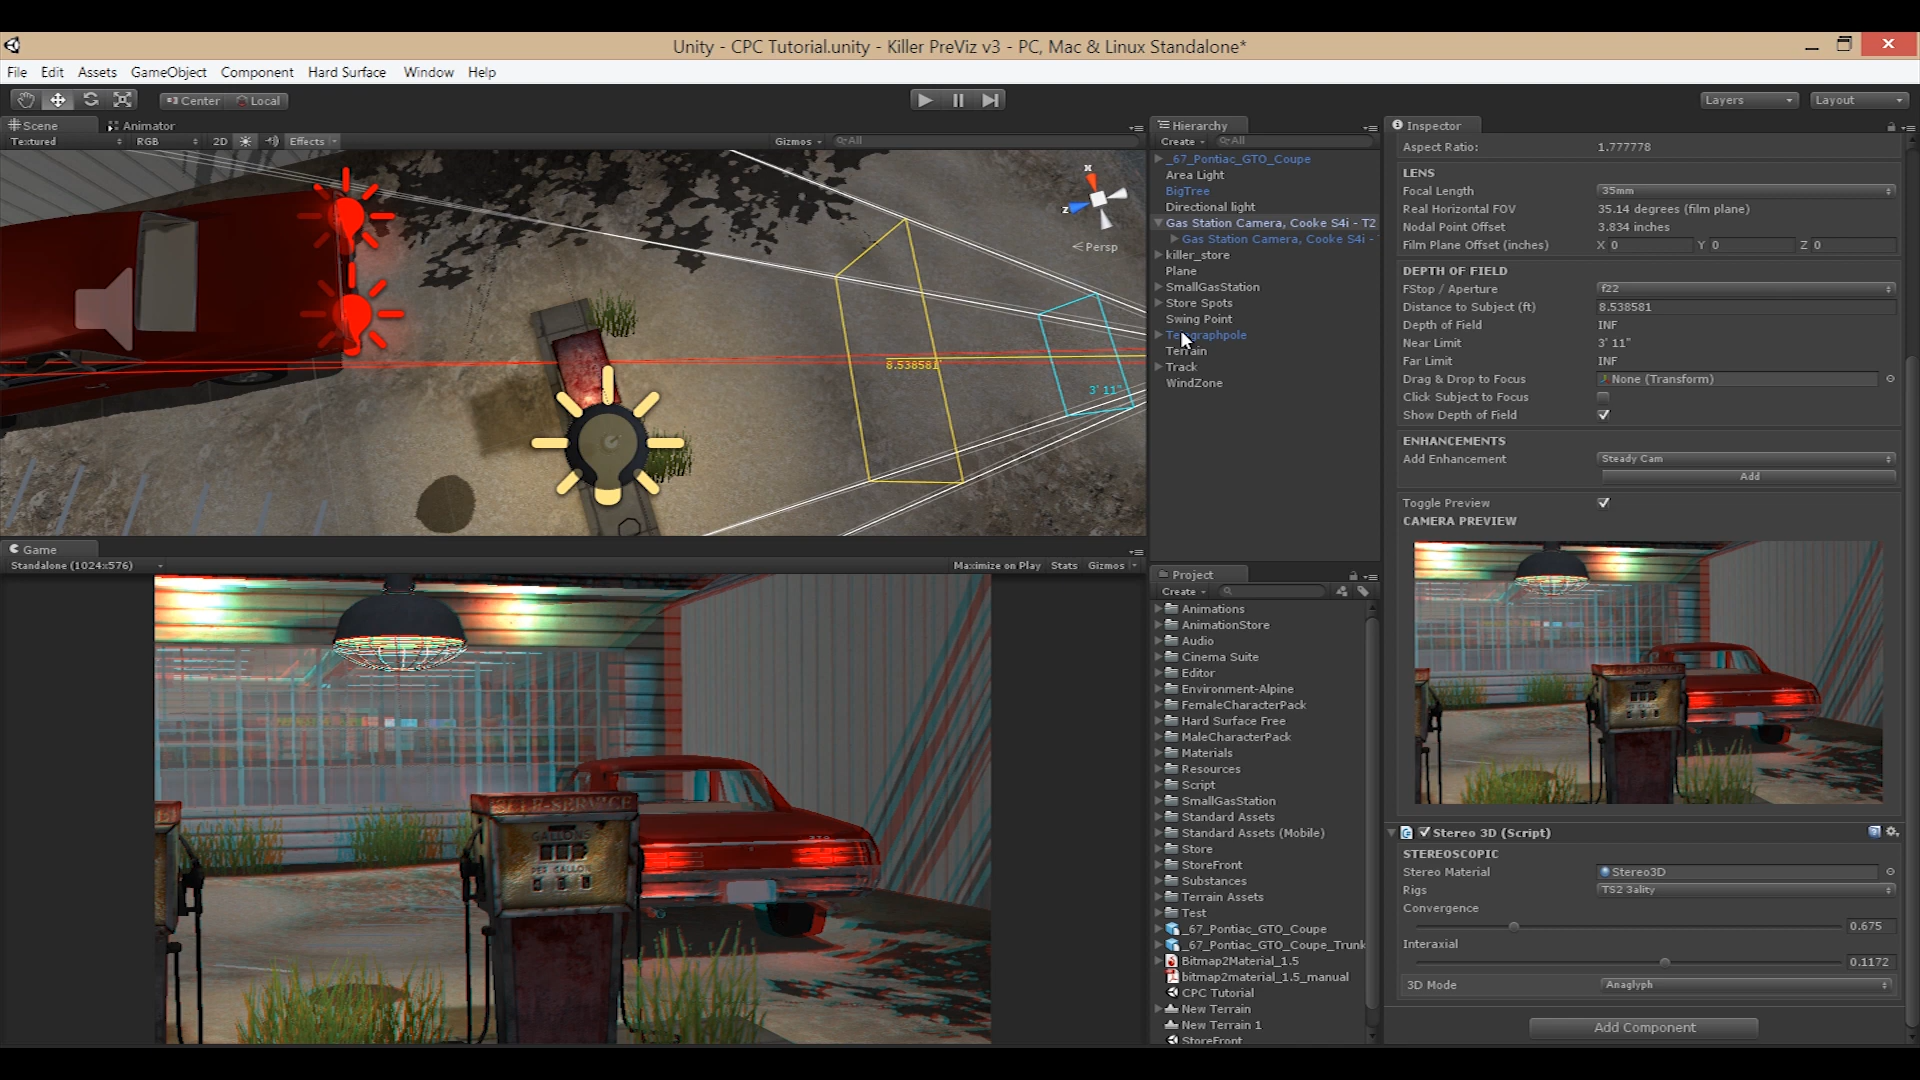 Unity - CPC Tutorial.unity - Killer PreViz v3 - PC, Mac & Linux Standalone*
File Edit Assets GameObject Component Hard Surface Window Help
Center Local
Layers Layout
Scene Animator
Textured RGB 2D Effects Gizmos All
x
z
Persp
8.538581'
3' 11"
Game
Standalone (1024x576) Maximize on Play Stats Gizmos
SELF-SERVICE
GALLONS
PER GALLON
Hierarchy
Create All
_67_Pontiac_GTO_Coupe
Area Light
BigTree
Directional light
Gas Station Camera, Cooke S4i - T2
Gas Station Camera, Cooke S4i -
killer_store
Plane
SmallGasStation
Store Spots
Swing Point
Telegraphpole
Terrain
Track
WindZone
Project
Create
Animations
AnimationStore
Audio
Cinema Suite
Editor
Environment-Alpine
FemaleCharacterPack
Hard Surface Free
MaleCharacterPack
Materials
Resources
Script
SmallGasStation
Standard Assets
Standard Assets (Mobile)
Store
StoreFront
Substances
Terrain Assets
Test
_67_Pontiac_GTO_Coupe
_67_Pontiac_GTO_Coupe_Trunk
Bitmap2Material_1.5
bitmap2material_1.5_manual
CPC Tutorial
New Terrain
New Terrain 1
StoreFront
Inspector
Aspect Ratio: 1.777778
LENS
Focal Length 35mm
Real Horizontal FOV 35.14 degrees (film plane)
Nodal Point Offset 3.834 inches
Film Plane Offset (inches) X 0 Y 0 Z 0
DEPTH OF FIELD
FStop / Aperture f22
Distance to Subject (ft) 8.538581
Depth of Field INF
Near Limit 3' 11"
Far Limit INF
Drag & Drop to Focus None (Transform)
Click Subject to Focus
Show Depth of Field
ENHANCEMENTS
Add Enhancement Steady Cam
Add
Toggle Preview
CAMERA PREVIEW
Stereo 3D (Script)
STEREOSCOPIC
Stereo Material Stereo3D
Rigs TS2 3ality
Convergence
0.675
Interaxial
0.1172
3D Mode Anaglyph
Add Component